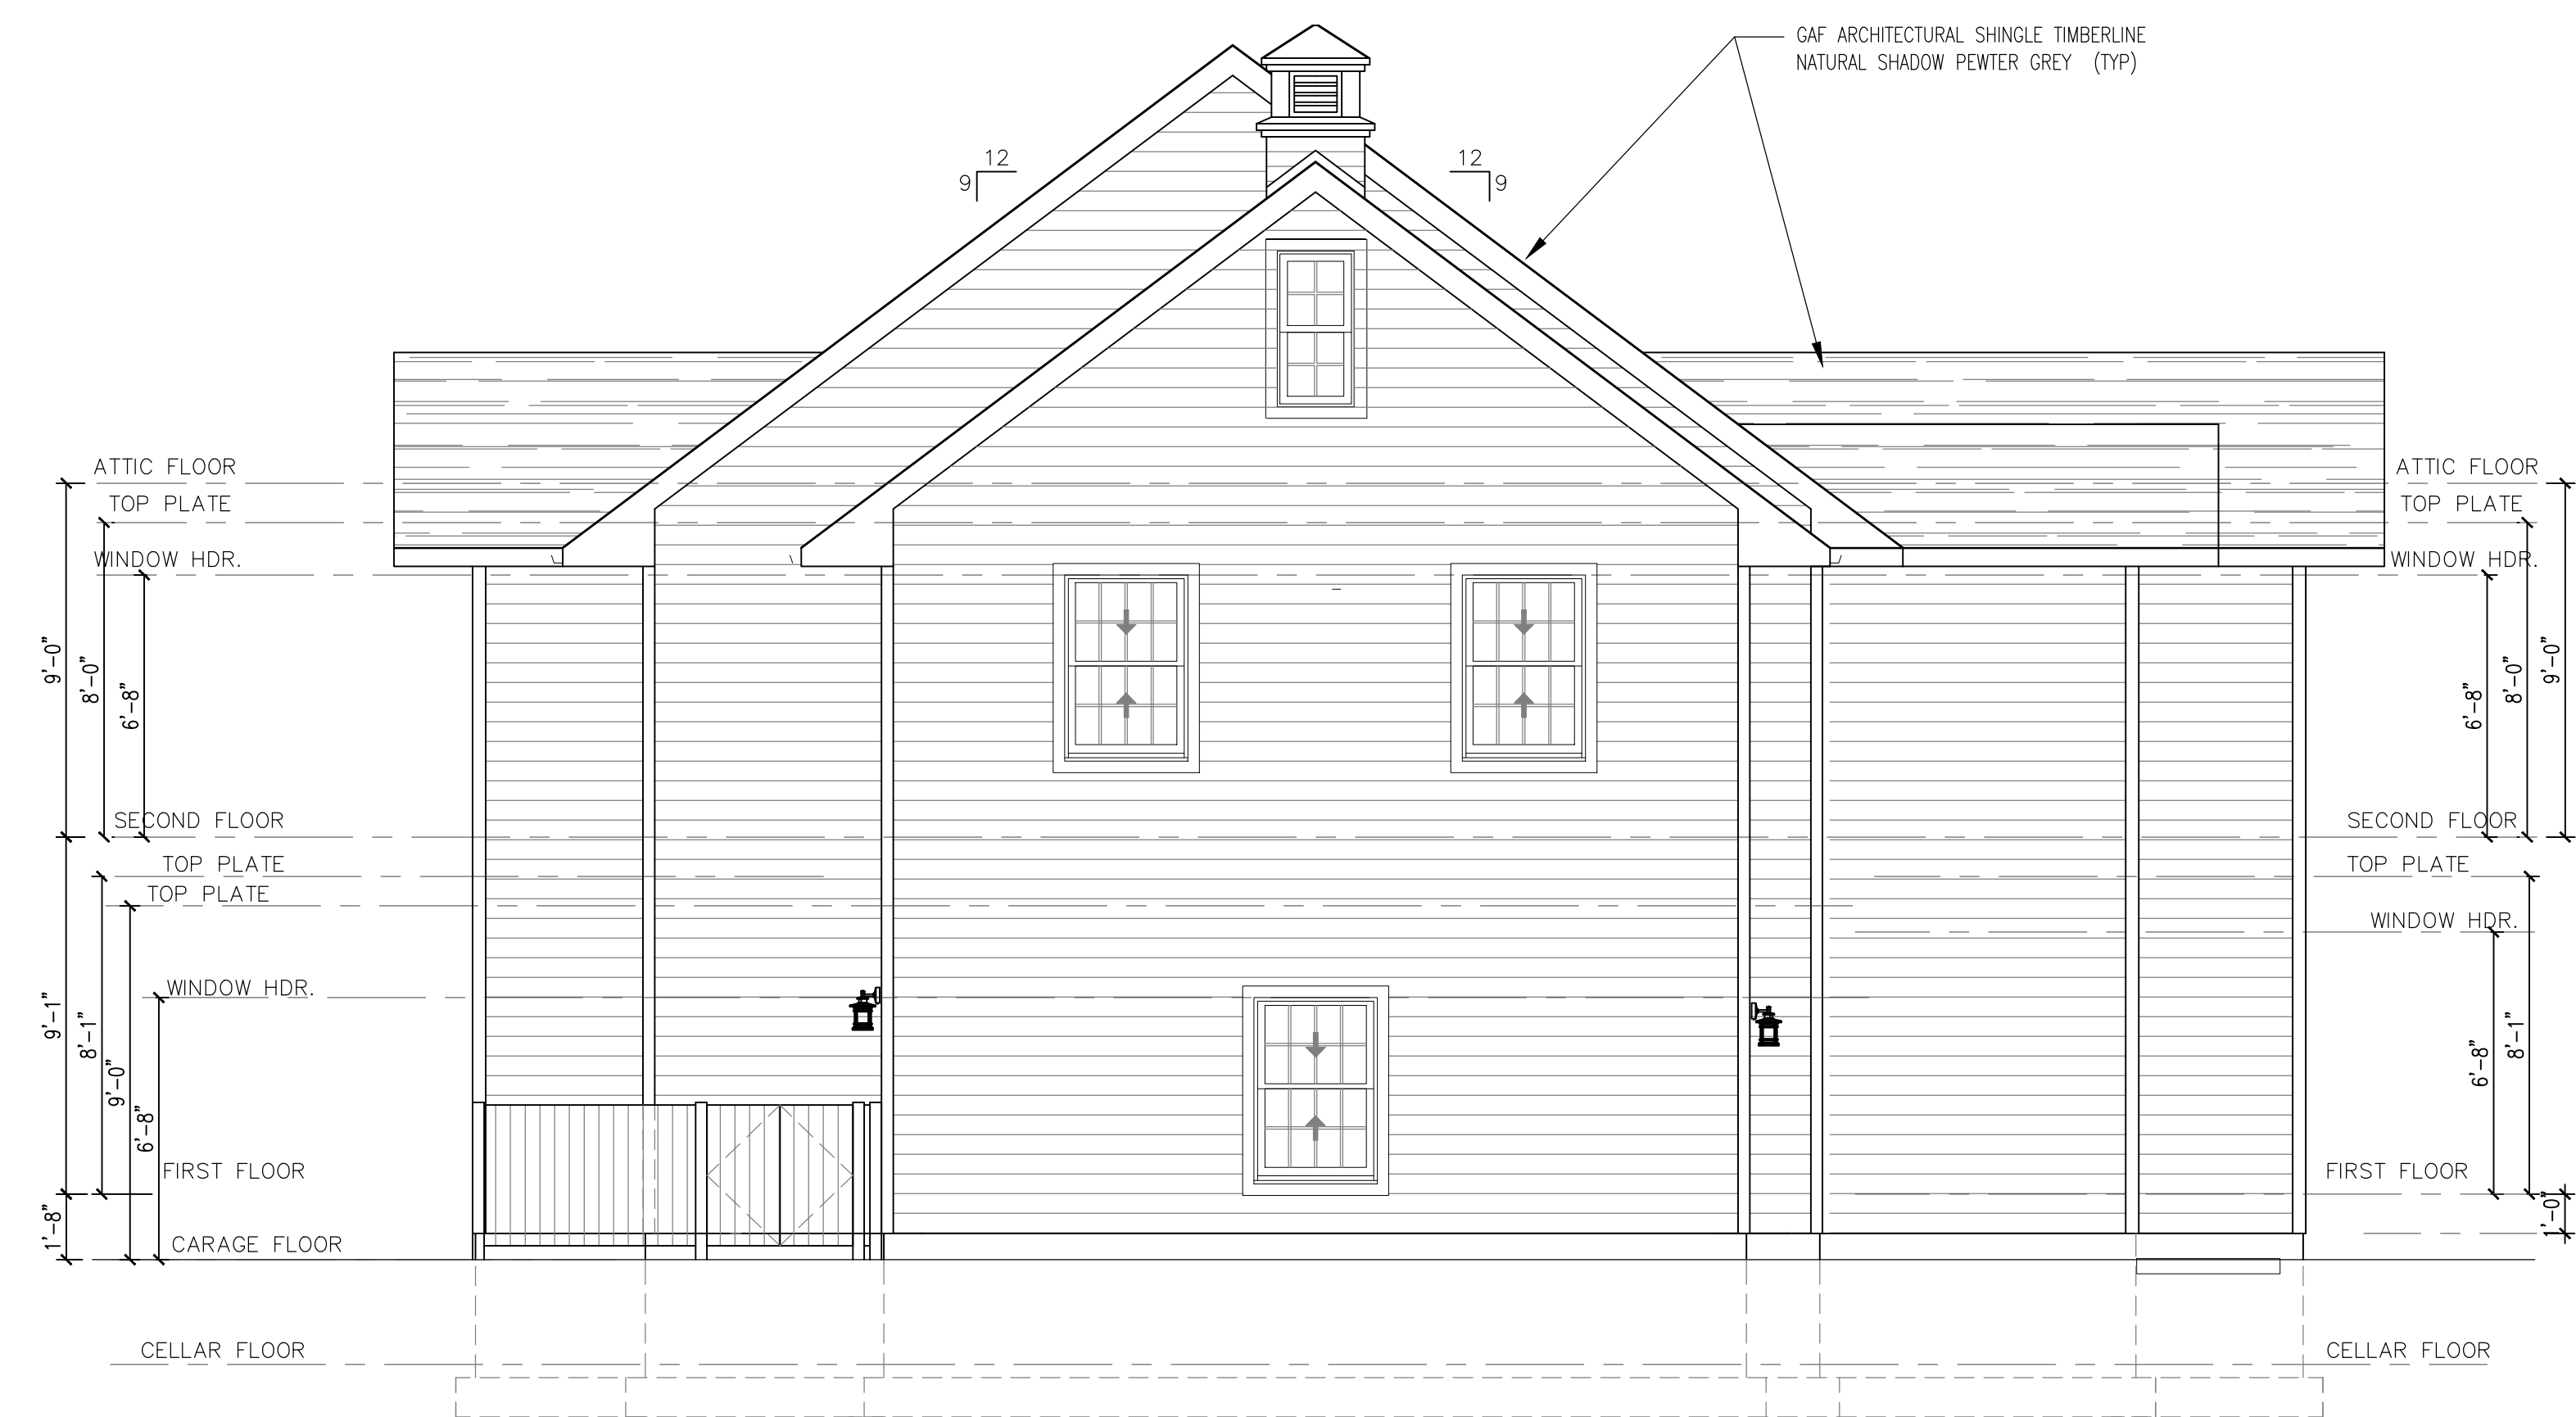 GAF ARCHITECTURAL SHINGLE TIMBERLINE
NATURAL SHADOW PEWTER GREY (TYP)
12
9
12
9
ATTIC FLOOR
TOP PLATE
WINDOW HDR.
9'-0"
8'-0"
6'-8"
SECOND FLOOR
TOP PLATE
TOP PLATE
WINDOW HDR.
9'-1"
8'-1"
9'-0"
6'-8"
FIRST FLOOR
1'-8"
CARAGE FLOOR
CELLAR FLOOR
ATTIC FLOOR
TOP PLATE
WINDOW HDR.
6'-8"
8'-0"
9'-0"
SECOND FLOOR
TOP PLATE
WINDOW HDR.
6'-8"
8'-1"
FIRST FLOOR
1'-0"
CELLAR FLOOR